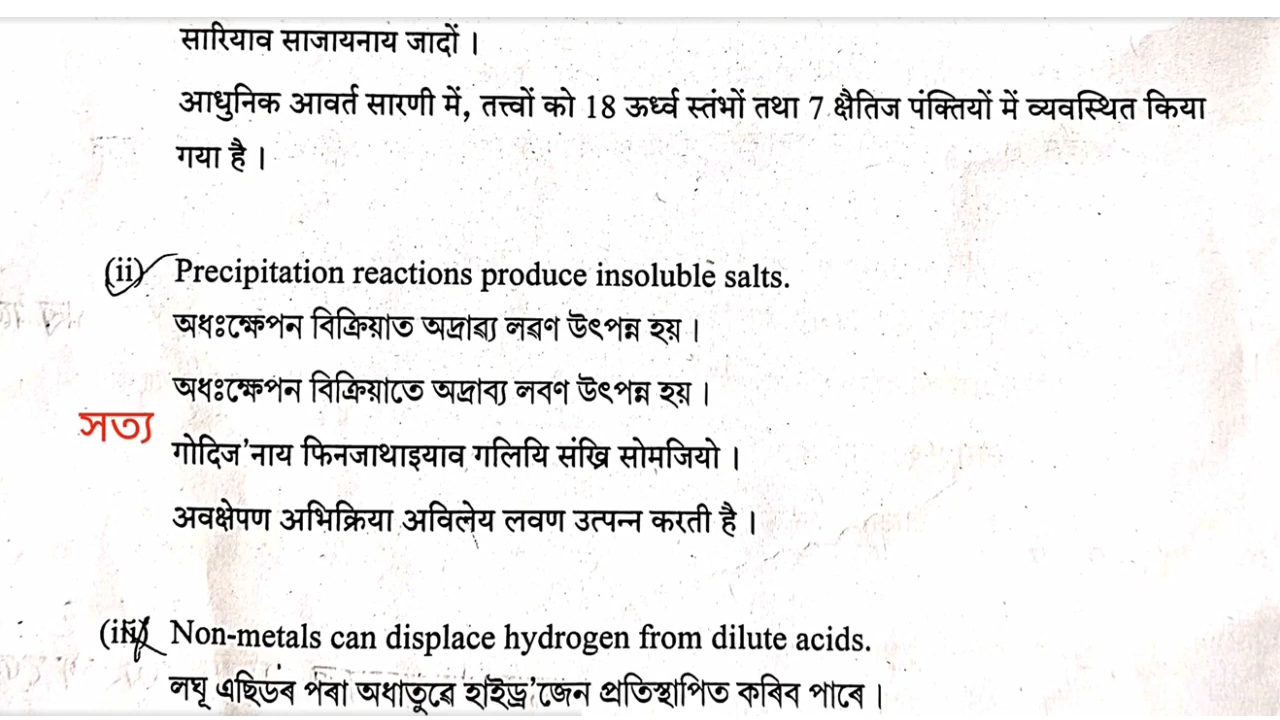 सारियाव साजायनाय जादों ।
आधुनिक आवर्त सारणी में, तत्त्वों को 18 ऊर्ध्व स्तंभों तथा 7 क्षैतिज पंक्तियों में व्यवस्थित किया
गया है ।
(ii) Precipitation reactions produce insoluble salts.
অধঃক্ষেপন বিক্ৰিয়াত অদ্ৰাৱ্য লৱণ উৎপন্ন হয় ।
অধঃক্ষেপন বিক্রিয়াতে অদ্রাব্য লবণ উৎপন্ন হয় ।
সত্য
गोदिज'नाय फिनजाथाइयाव गलियि संख्रि सोमजियो ।
अवक्षेपण अभिक्रिया अविलेय लवण उत्पन्न करती है ।
(iii) Non-metals can displace hydrogen from dilute acids.
লঘূ এছিডৰ পৰা অধাতুৱে হাইড্ৰ'জেন প্ৰতিস্থাপিত কৰিব পাৰে ।